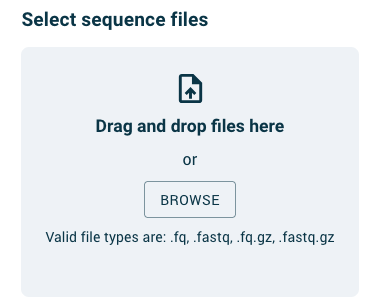 Select sequence files
Drag and drop files here
or
BROWSE
Valid file types are: .fq, .fastq, .fq.gz, .fastq.gz